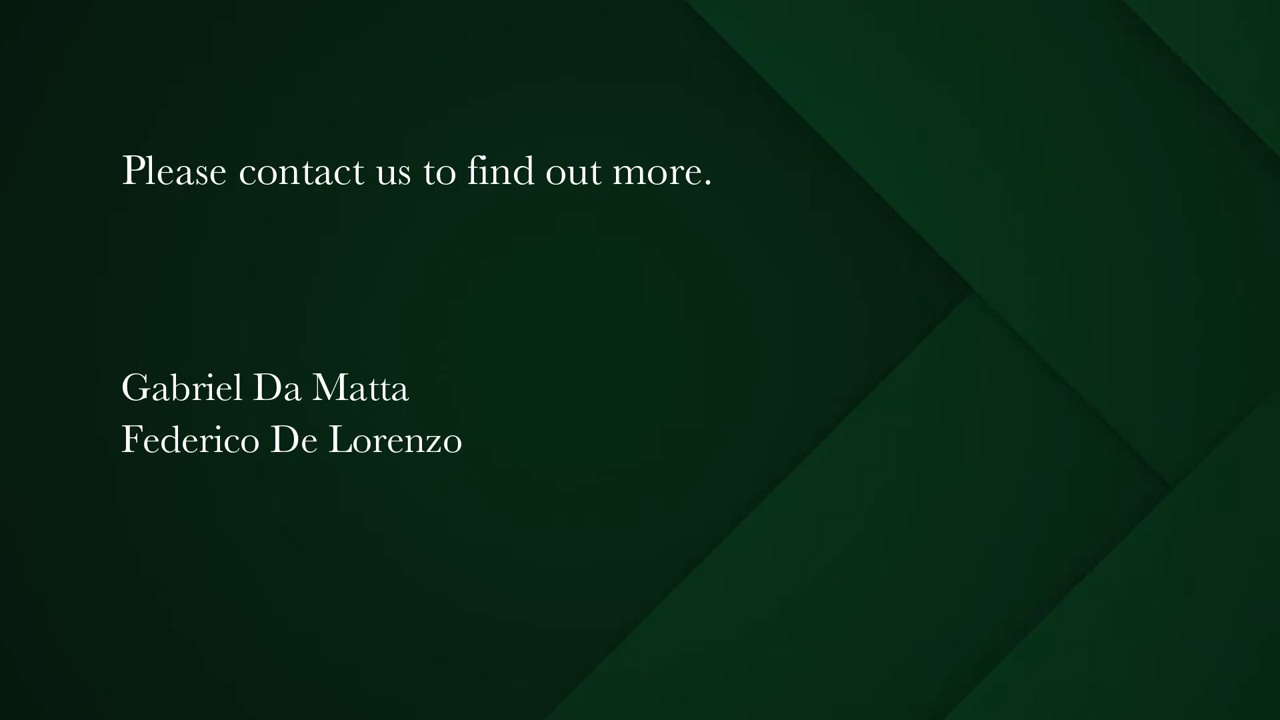 Please contact us to find out more.
Gabriel Da Matta
Federico De Lorenzo